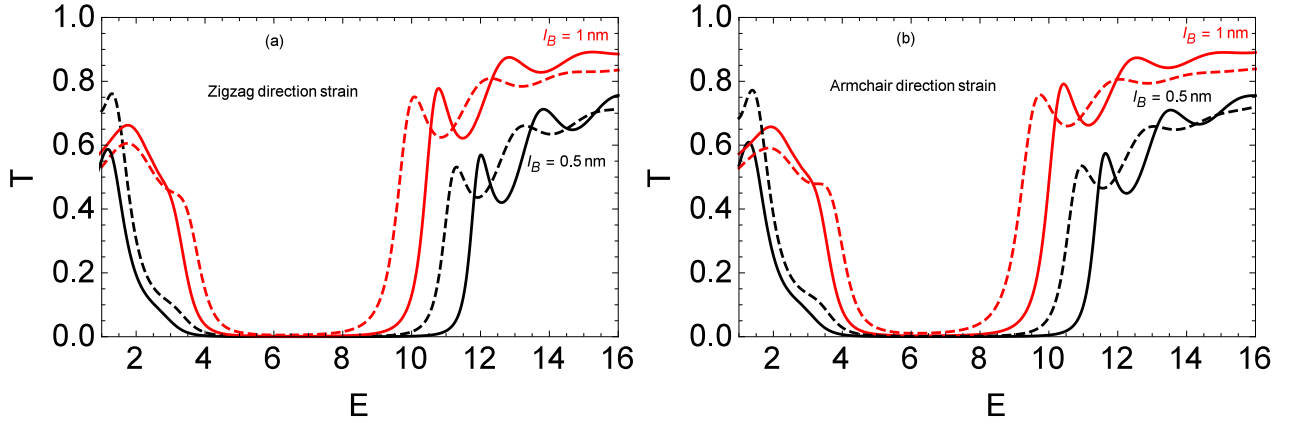 (a)
l_B = 1 nm
Zigzag direction strain
l_B = 0.5 nm
T
1.0
0.8
0.6
0.4
0.2
0.0
2 4 6 8 10 12 14 16
E
(b)
l_B = 1 nm
Armchair direction strain
l_B = 0.5 nm
T
1.0
0.8
0.6
0.4
0.2
0.0
2 4 6 8 10 12 14 16
E